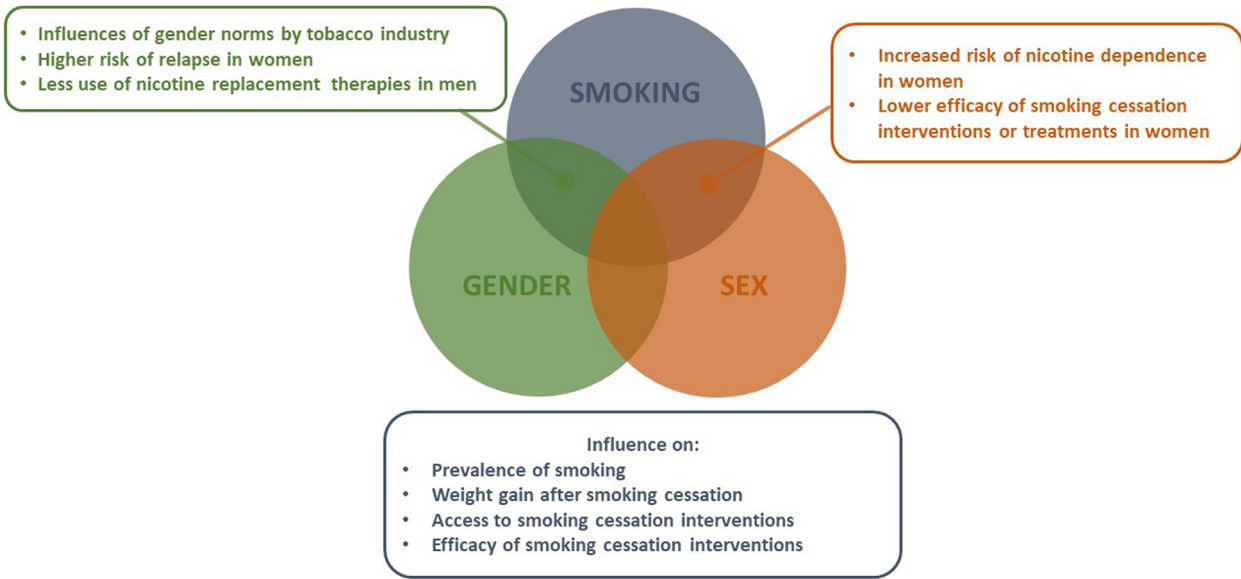 • Influences of gender norms by tobacco industry
• Higher risk of relapse in women
• Less use of nicotine replacement therapies in men
SMOKING
• Increased risk of nicotine dependence
in women
• Lower efficacy of smoking cessation
interventions or treatments in women
GENDER
SEX
Influence on:
• Prevalence of smoking
• Weight gain after smoking cessation
• Access to smoking cessation interventions
• Efficacy of smoking cessation interventions